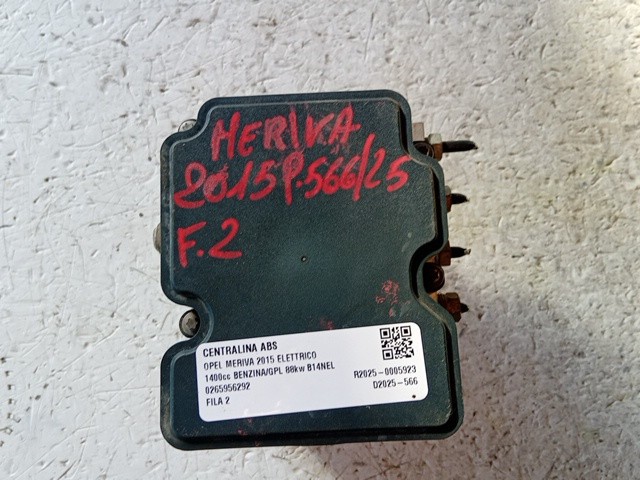 MERIVA
2015 P.566/25
F.2
CENTRALINA ABS
OPEL MERIVA 2015 ELETTRICO
1400cc BENZINA/GPL 88kw B14NEL
0265956292
FILA 2
R2025-0005923
D2025-566